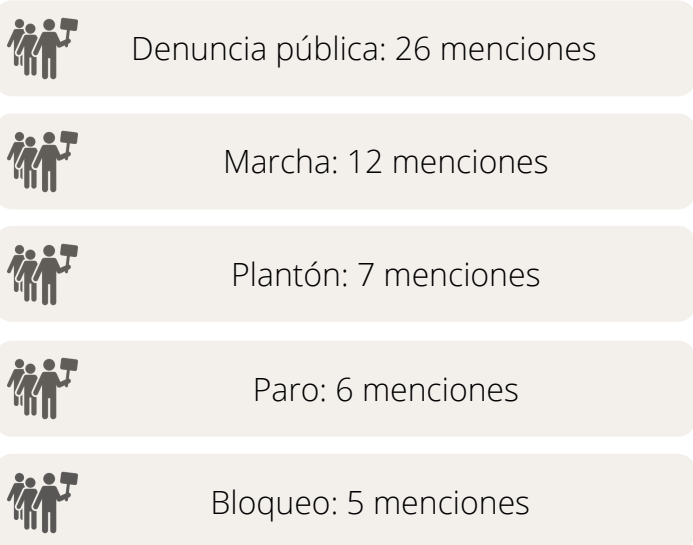 Denuncia pública: 26 menciones
Marcha: 12 menciones
Plantón: 7 menciones
Paro: 6 menciones
Bloqueo: 5 menciones